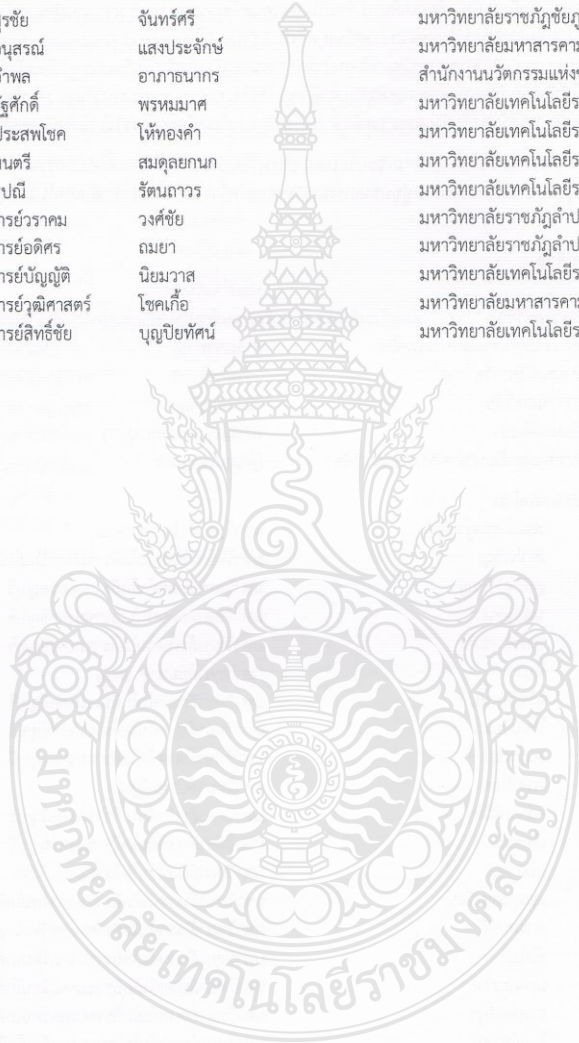 สุรชัย จันทร์ศรี มหาวิทยาลัยราชภัฏชัยภู
อนุสรณ์ แสงประจักษ์ มหาวิทยาลัยมหาสารคาม
อำพล อาภาธนากร สำนักงานนวัตกรรมแห่งช
รัฐศักดิ์ พรหมมาศ มหาวิทยาลัยเทคโนโลยีรา
ประสพโชค โห้ทองคำ มหาวิทยาลัยเทคโนโลยีรา
มนตรี สมดุลยกนก มหาวิทยาลัยเทคโนโลยีรา
รูปณี รัตนถาวร มหาวิทยาลัยเทคโนโลยีรา
ารย์วราคม วงศ์ชัย มหาวิทยาลัยราชภัฏลำปา
ารย์อดิศร ถมยา มหาวิทยาลัยราชภัฏลำปา
ารย์บัญญัติ นิยมวาส มหาวิทยาลัยเทคโนโลยีรา
ารย์วุฒิศาสตร์ โชคเกื้อ มหาวิทยาลัยมหาสารคาม
ารย์สิทธิ์ชัย บุญปิยทัศน์ มหาวิทยาลัยเทคโนโลยีรา
มหาวิทยาลัยเทคโนโลยีราชมงคลธัญบุรี